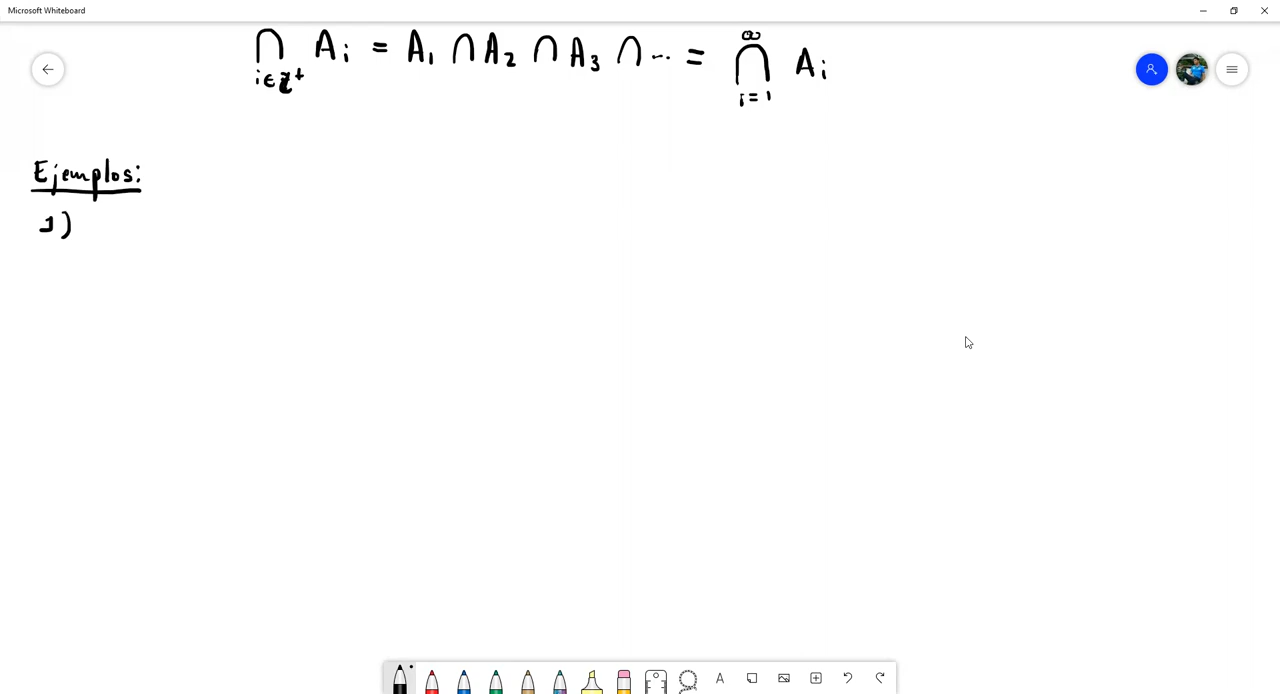 Microsoft Whiteboard
⋂ i∈ℤ⁺ Aᵢ = A₁ ⋂ A₂ ⋂ A₃ ⋂ ... = ∞ ⋂ i=1 Aᵢ
Ejemplos:
1)
A